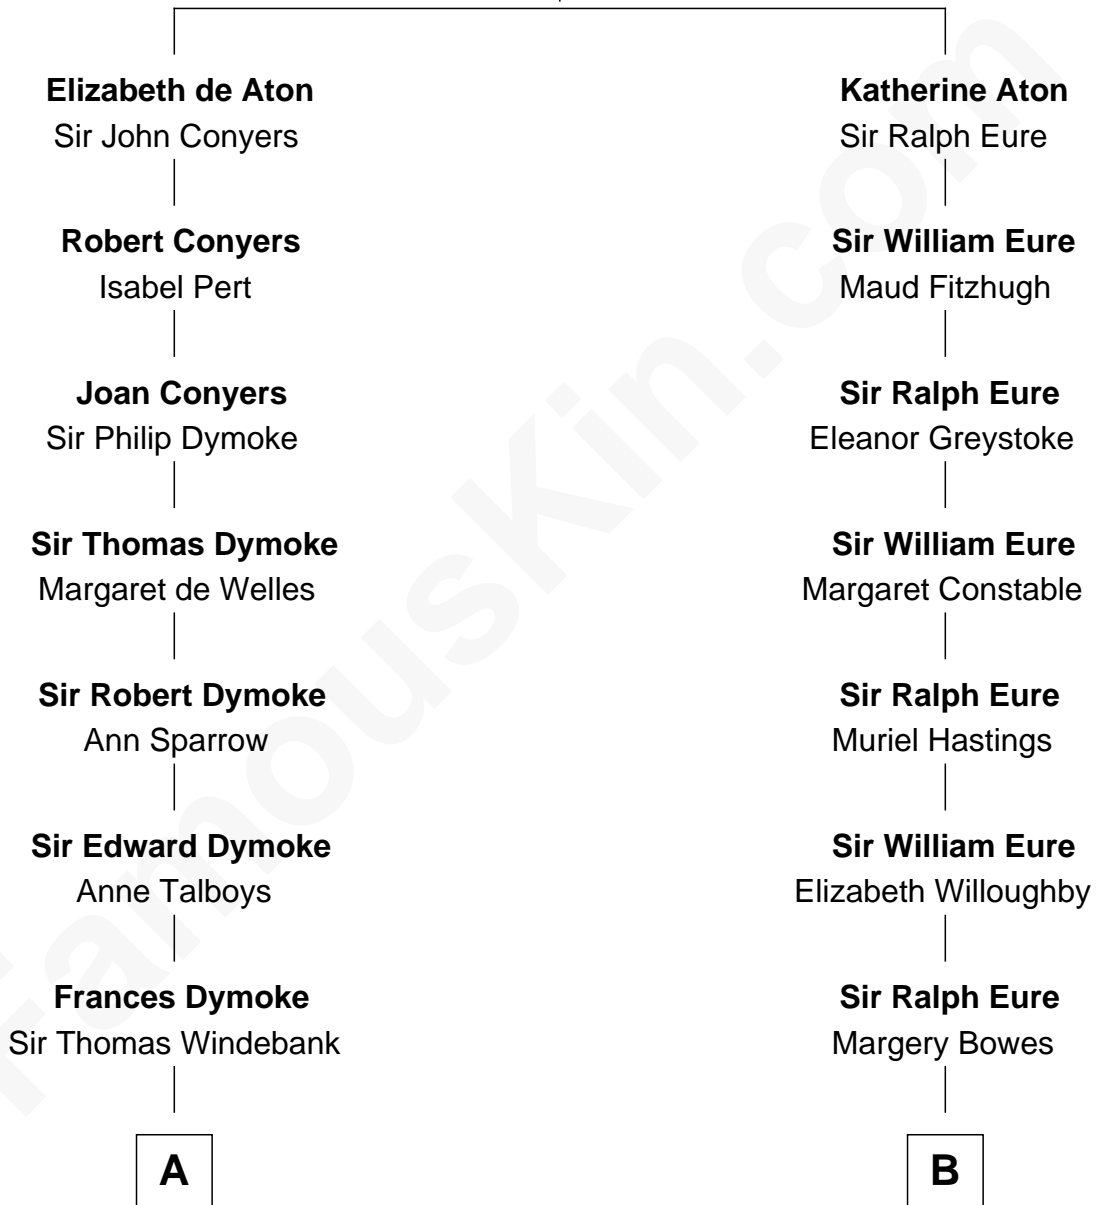 Elizabeth de Aton
Sir John Conyers
Robert Conyers
Isabel Pert
Joan Conyers
Sir Philip Dymoke
Sir Thomas Dymoke
Margaret de Welles
Sir Robert Dymoke
Ann Sparrow
Sir Edward Dymoke
Anne Talboys
Frances Dymoke
Sir Thomas Windebank
A
Katherine Aton
Sir Ralph Eure
Sir William Eure
Maud Fitzhugh
Sir Ralph Eure
Eleanor Greystoke
Sir William Eure
Margaret Constable
Sir Ralph Eure
Muriel Hastings
Sir William Eure
Elizabeth Willoughby
Sir Ralph Eure
Margery Bowes
B
FamousKin.com